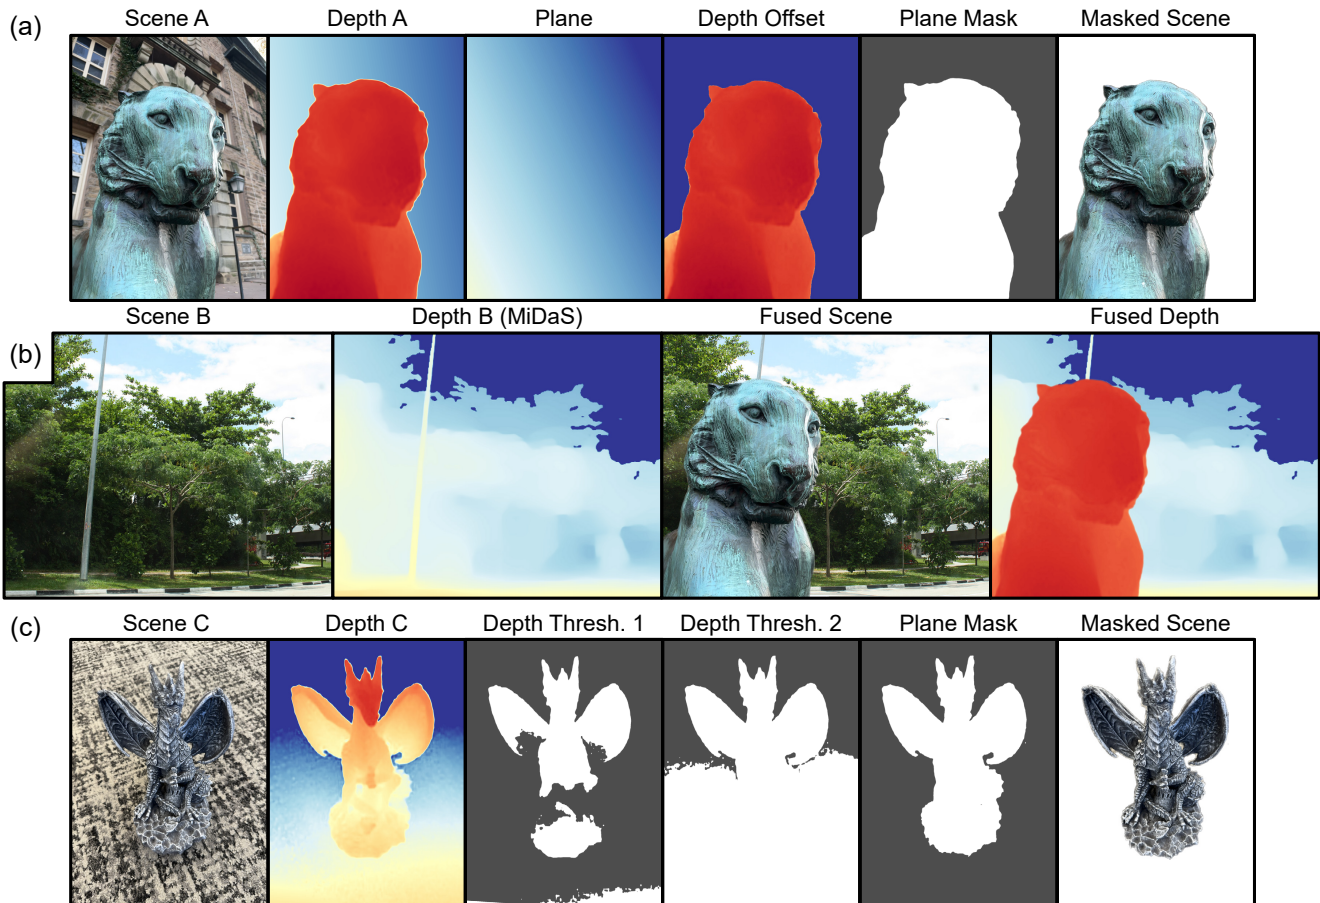 (a)
Scene A Depth A Plane Depth Offset Plane Mask Masked Scene
(b)
Scene B Depth B (MiDaS) Fused Scene Fused Depth
(c)
Scene C Depth C Depth Thresh. 1 Depth Thresh. 2 Plane Mask Masked Scene